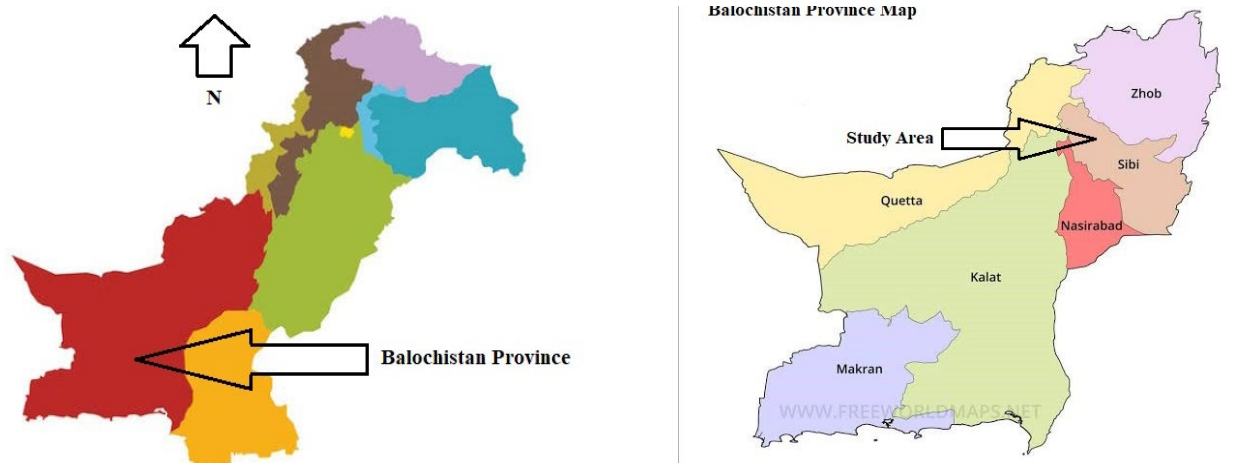 N
Balochistan Province
Balochistan Province Map
Zhob
Study Area
Sibi
Quetta
Nasirabad
Kalat
Makran
WWW.FREEWORLDMAPS.NET